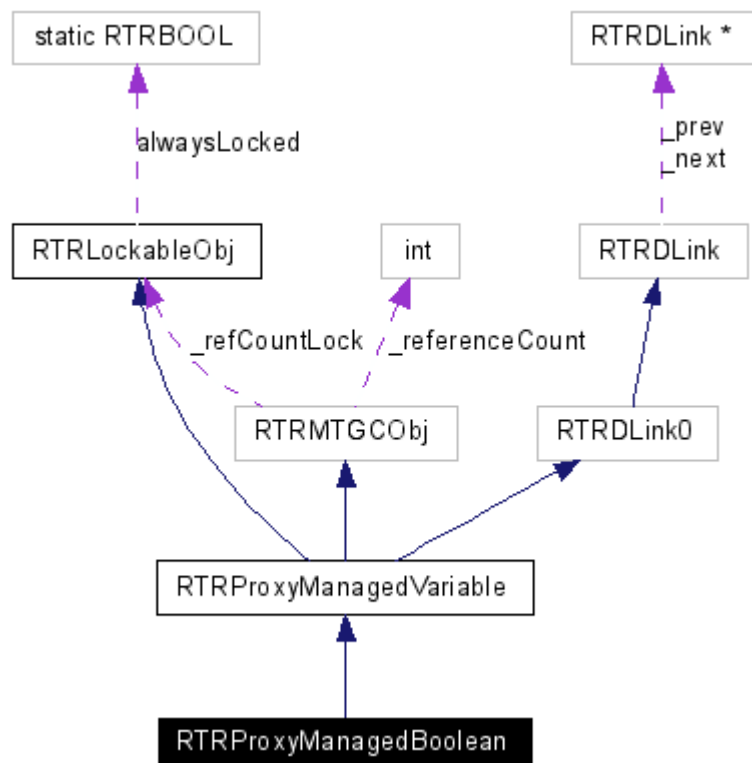 static RTRBOOL
RTRDLink *
alwaysLocked
_prev
_next
RTRLockableObj
int
RTRDLink
_refCountLock
_referenceCount
RTRMTGCObj
RTRDLink0
RTRProxyManagedVariable
RTRProxyManagedBoolean